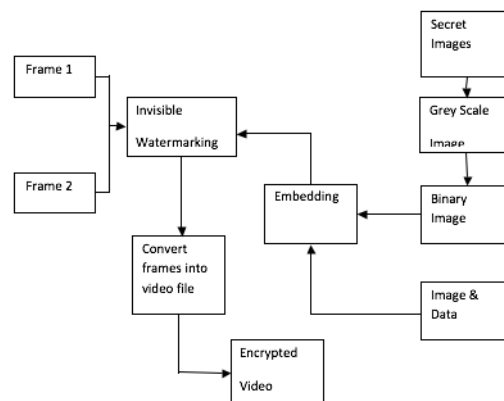 Secret
Images
Frame 1
Invisible
Watermarking
Grey Scale
Image
Frame 2
Embedding
Binary
Image
Convert
frames into
video file
Image &
Data
Encrypted
Video